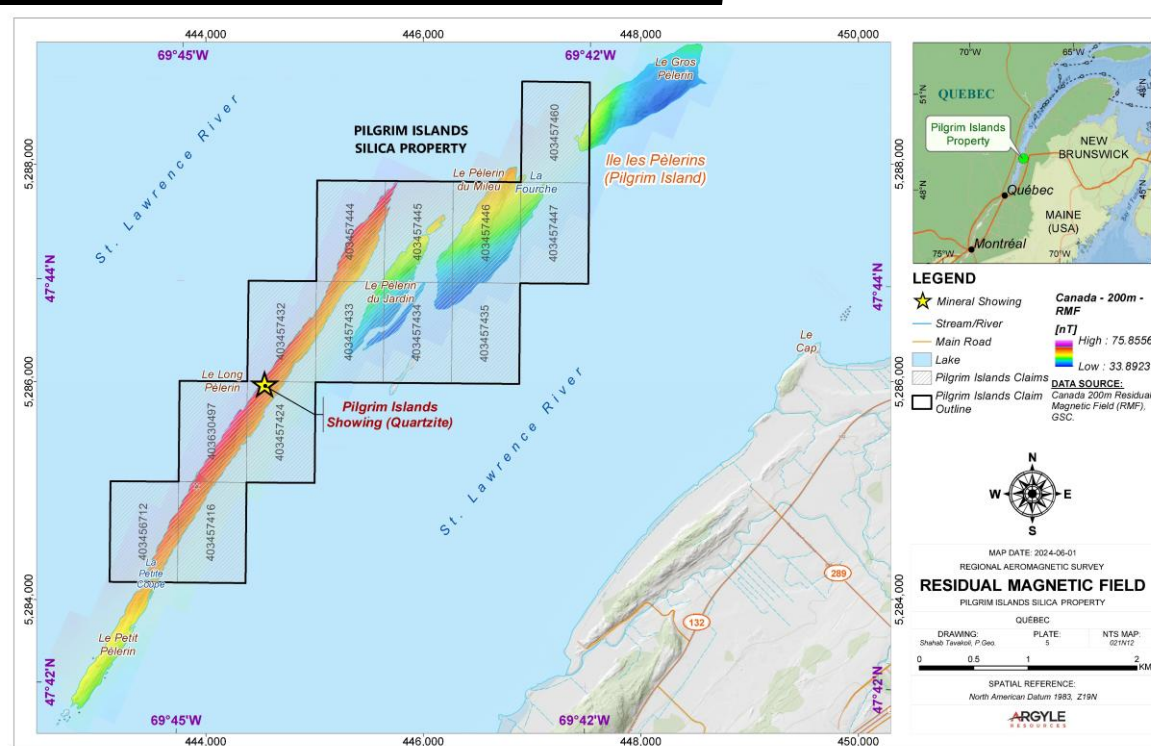 444,000
446,000
448,000
450,000
69°45'W
69°42'W
Le Gros
Pèlerin
PILGRIM ISLANDS
SILICA PROPERTY
403457460
Ile les Pèlerins
(Pilgrim Island)
5,288,000
5,288,000
St. Lawrence River
Le Pèlerin
du Mileu
La
Fourche
403457444
403457445
403457446
403457447
47°44'N
47°44'N
Le Pèlerin
du Jardin
403457432
403457433
403457434
403457435
Le Long
Pèlerin
5,286,000
5,286,000
Le
Cap
Pilgrim Islands
Showing (Quartzite)
403630497
403457424
St. Lawrence River
403456712
403457416
La
Petite
Coupe
5,284,000
5,284,000
289
132
Le Petit
Pèlerin
47°42'N
47°42'N
69°45'W
69°42'W
444,000
446,000
448,000
450,000
70°W
65°W
51°N
QUEBEC
Pilgrim Islands
Property
NEW
BRUNSWICK
48°N
48°N
45°N
Québec
MAINE
(USA)
Montréal
75°W
70°W
LEGEND
Mineral Showing
Stream/River
Main Road
Lake
Pilgrim Islands Claims
Pilgrim Islands Claim
Outline
Canada - 200m -
RMF
[nT]
High : 75.8556
Low : 33.8923
DATA SOURCE:
Canada 200m Residual
Magnetic Field (RMF),
GSC.
N
W
E
S
MAP DATE: 2024-06-01
REGIONAL AEROMAGNETIC SURVEY
RESIDUAL MAGNETIC FIELD
PILGRIM ISLANDS SILICA PROPERTY
QUÉBEC
DRAWING:
Shahab Tavakoli, P.Geo.
PLATE:
5
NTS MAP:
021N12
0 0.5 1 2
KM
SPATIAL REFERENCE:
North American Datum 1983, Z19N
ARGYLE
RESOURCES